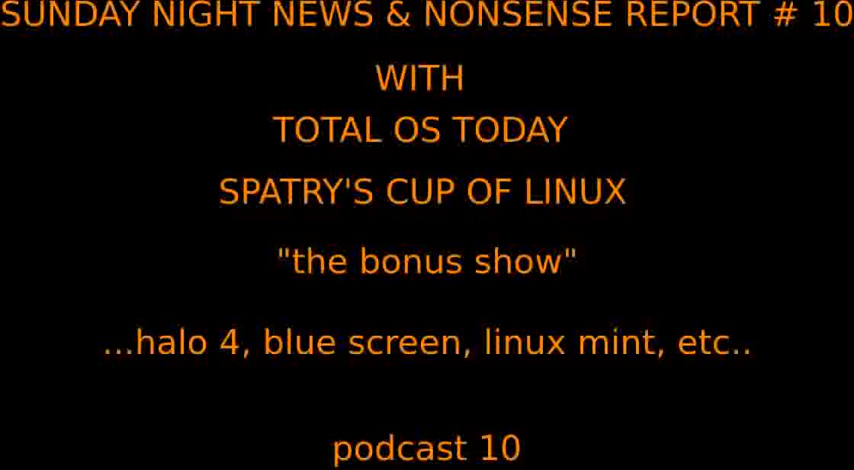 SUNDAY NIGHT NEWS & NONSENSE REPORT # 10
WITH
TOTAL OS TODAY
SPATRY'S CUP OF LINUX
"the bonus show"
...halo 4, blue screen, linux mint, etc..
podcast 10